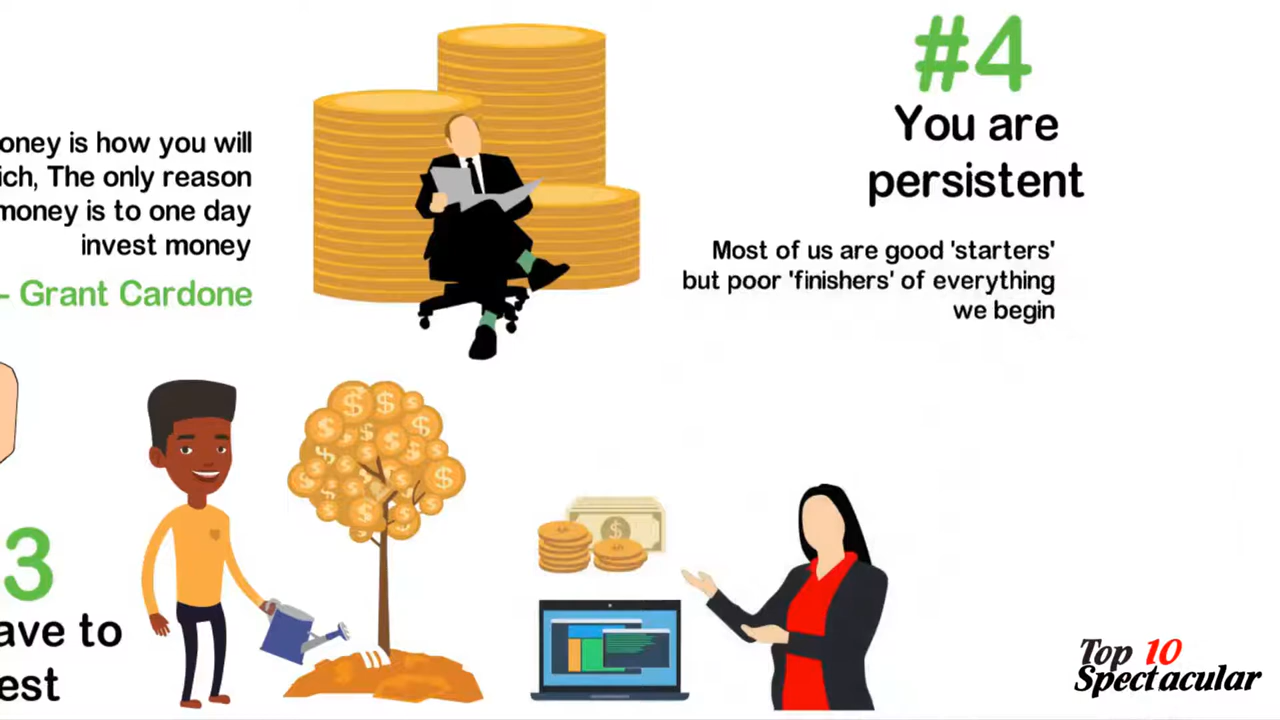 oney is how you will
ich, The only reason
money is to one day
invest money
- Grant Cardone
#4
You are
persistent
Most of us are good 'starters'
but poor 'finishers' of everything
we begin
3
ave to
est
Top 10
Spectacular